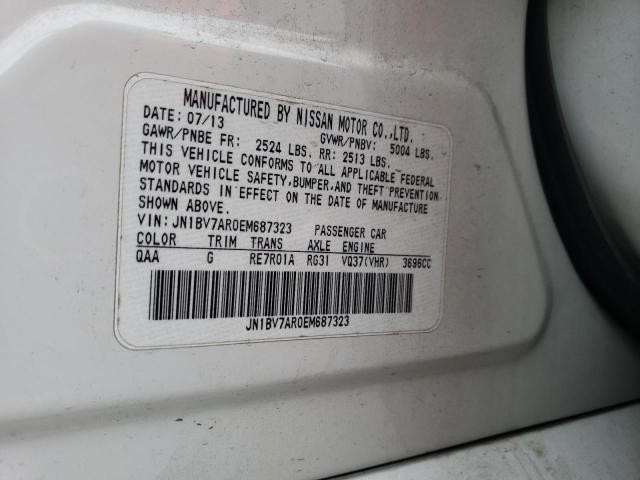 MANUFACTURED BY NISSAN MOTOR CO.,LTD.
DATE: 07/13 GVWR/PNBV: 5004 LBS.
GAWR/PNBE FR: 2524 LBS. RR: 2513 LBS.
THIS VEHICLE CONFORMS TO ALL APPLICABLE FEDERAL
MOTOR VEHICLE SAFETY, BUMPER, AND THEFT PREVENTION
STANDARDS IN EFFECT ON THE DATE OF MANUFACTURE
SHOWN ABOVE.
VIN: JN1BV7AR0EM687323 PASSENGER CAR
COLOR TRIM TRANS AXLE ENGINE
QAA G RE7R01A RG31 VQ37(VHR) 3696CC
JN1BV7AR0EM687323